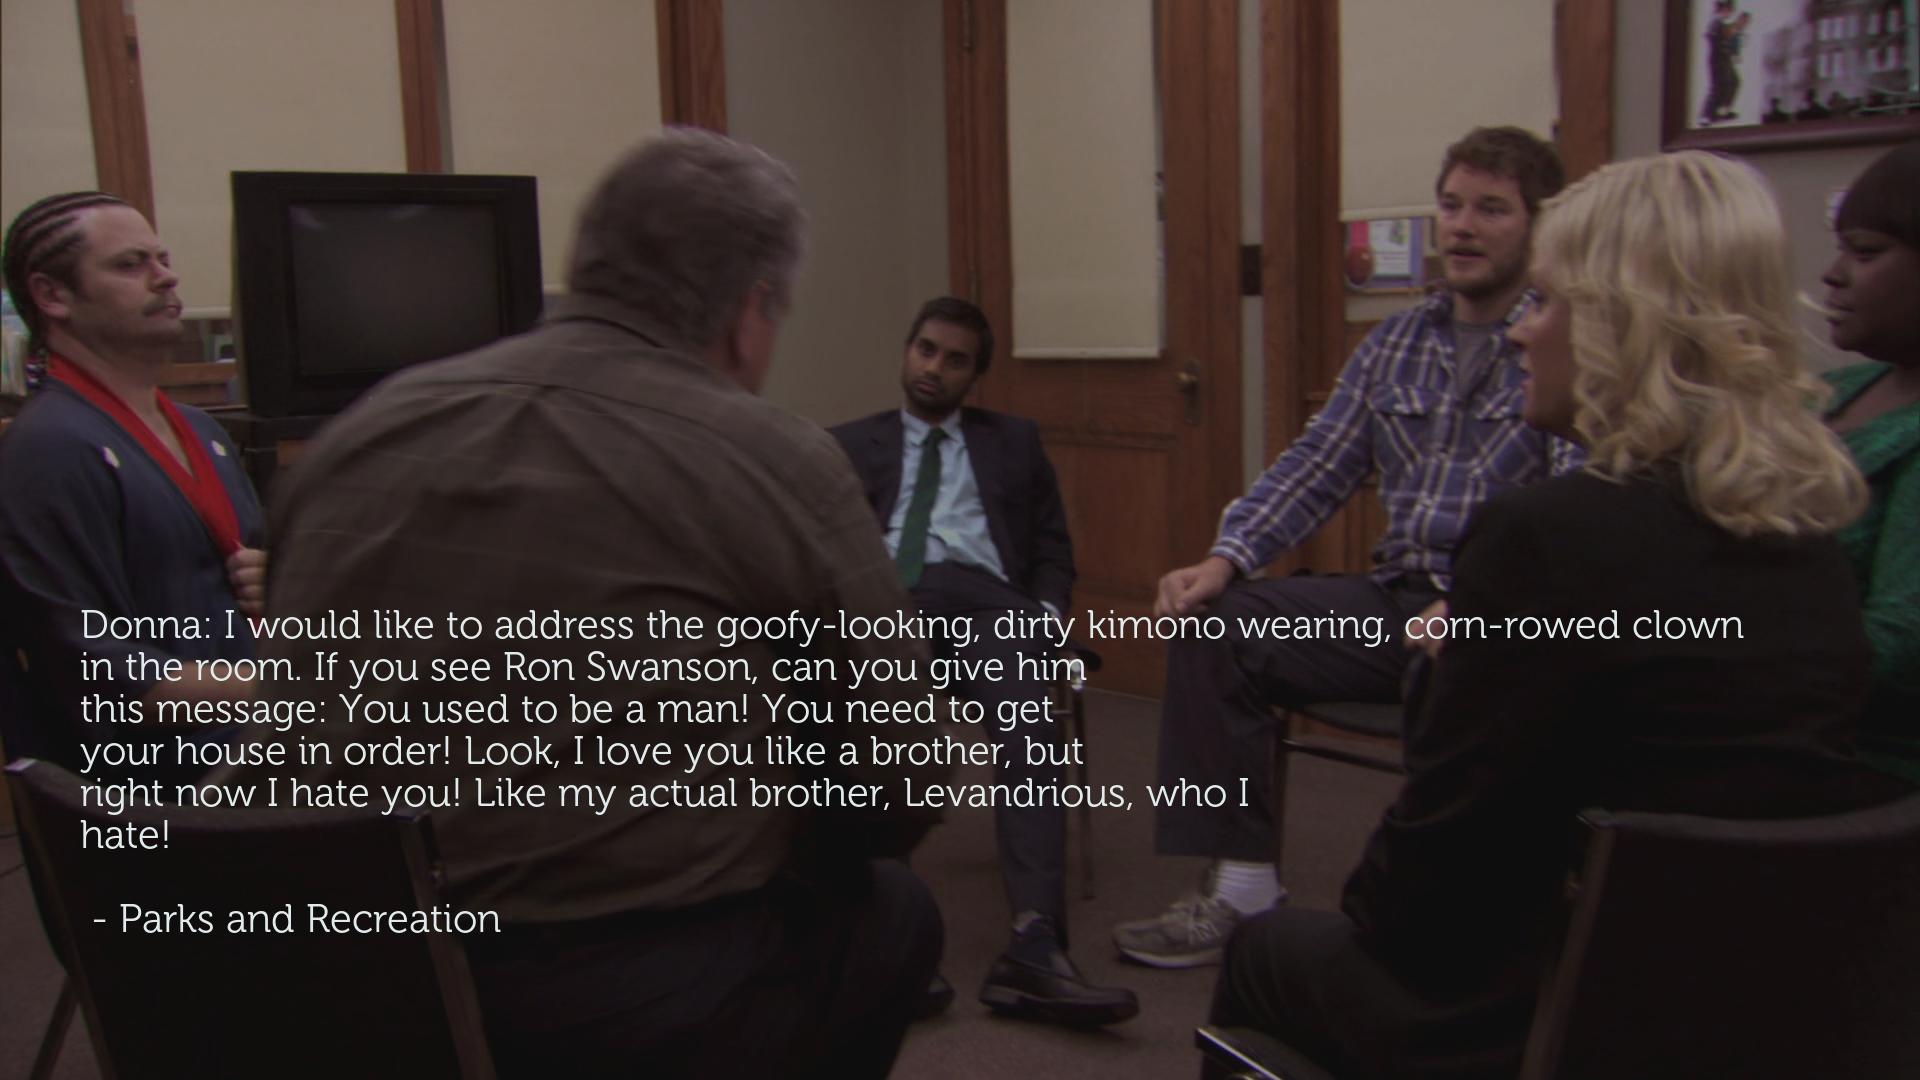 Donna: I would like to address the goofy-looking, dirty kimono wearing, corn-rowed clown
in the room. If you see Ron Swanson, can you give him
this message: You used to be a man! You need to get
your house in order! Look, I love you like a brother, but
right now I hate you! Like my actual brother, Levandrious, who I
hate!
- Parks and Recreation